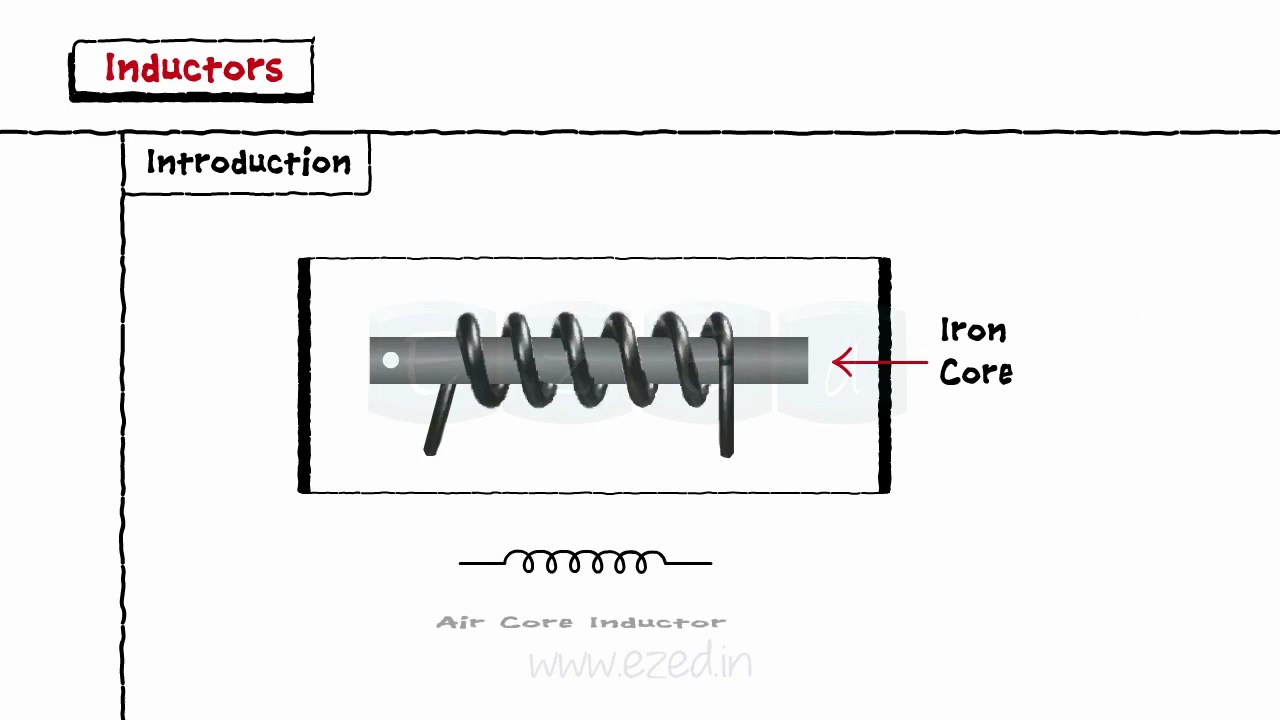 Inductors
Introduction
Iron
Core
Air Core Inductor
www.ezed.in